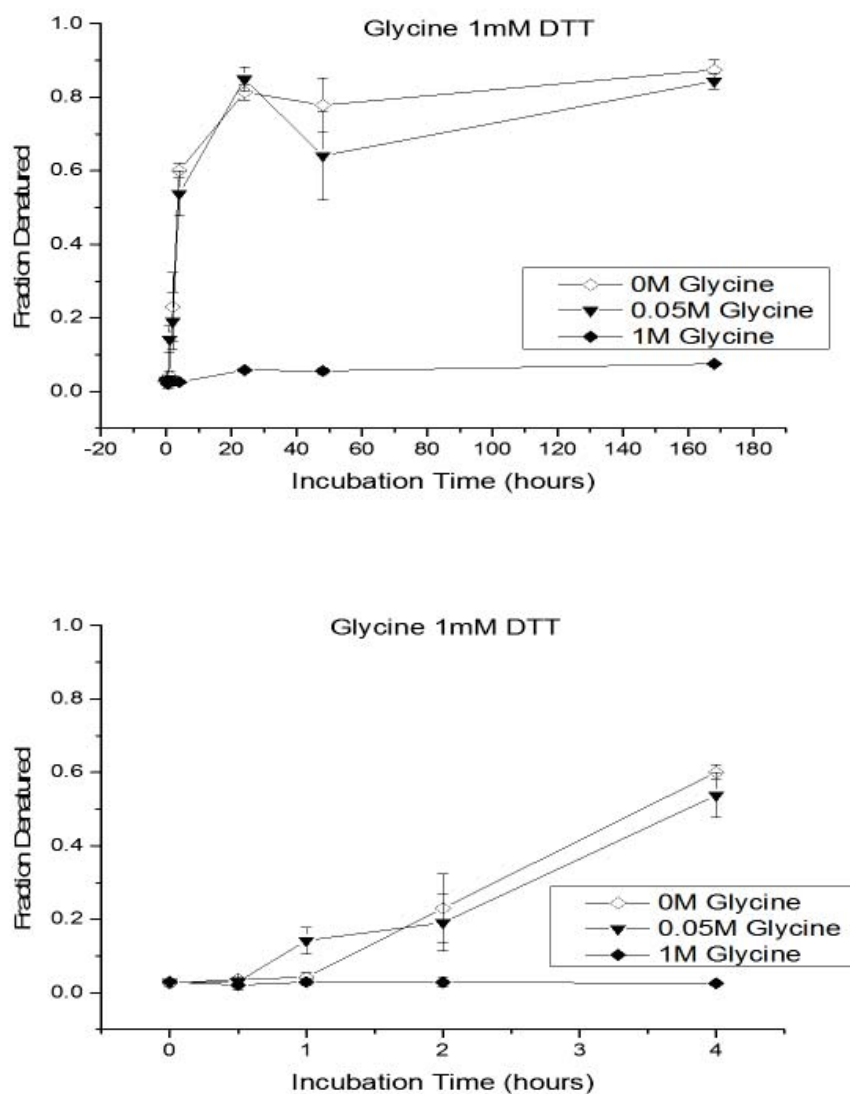 Glycine 1mM DTT
1.0
0.8
0.6
0.4
0.2
0.0
Fraction Denatured
0M Glycine
0.05M Glycine
1M Glycine
-20 0 20 40 60 80 100 120 140 160 180
Incubation Time (hours)
Glycine 1mM DTT
1.0
0.8
0.6
0.4
0.2
0.0
Fraction Denatured
0M Glycine
0.05M Glycine
1M Glycine
0 1 2 3 4
Incubation Time (hours)